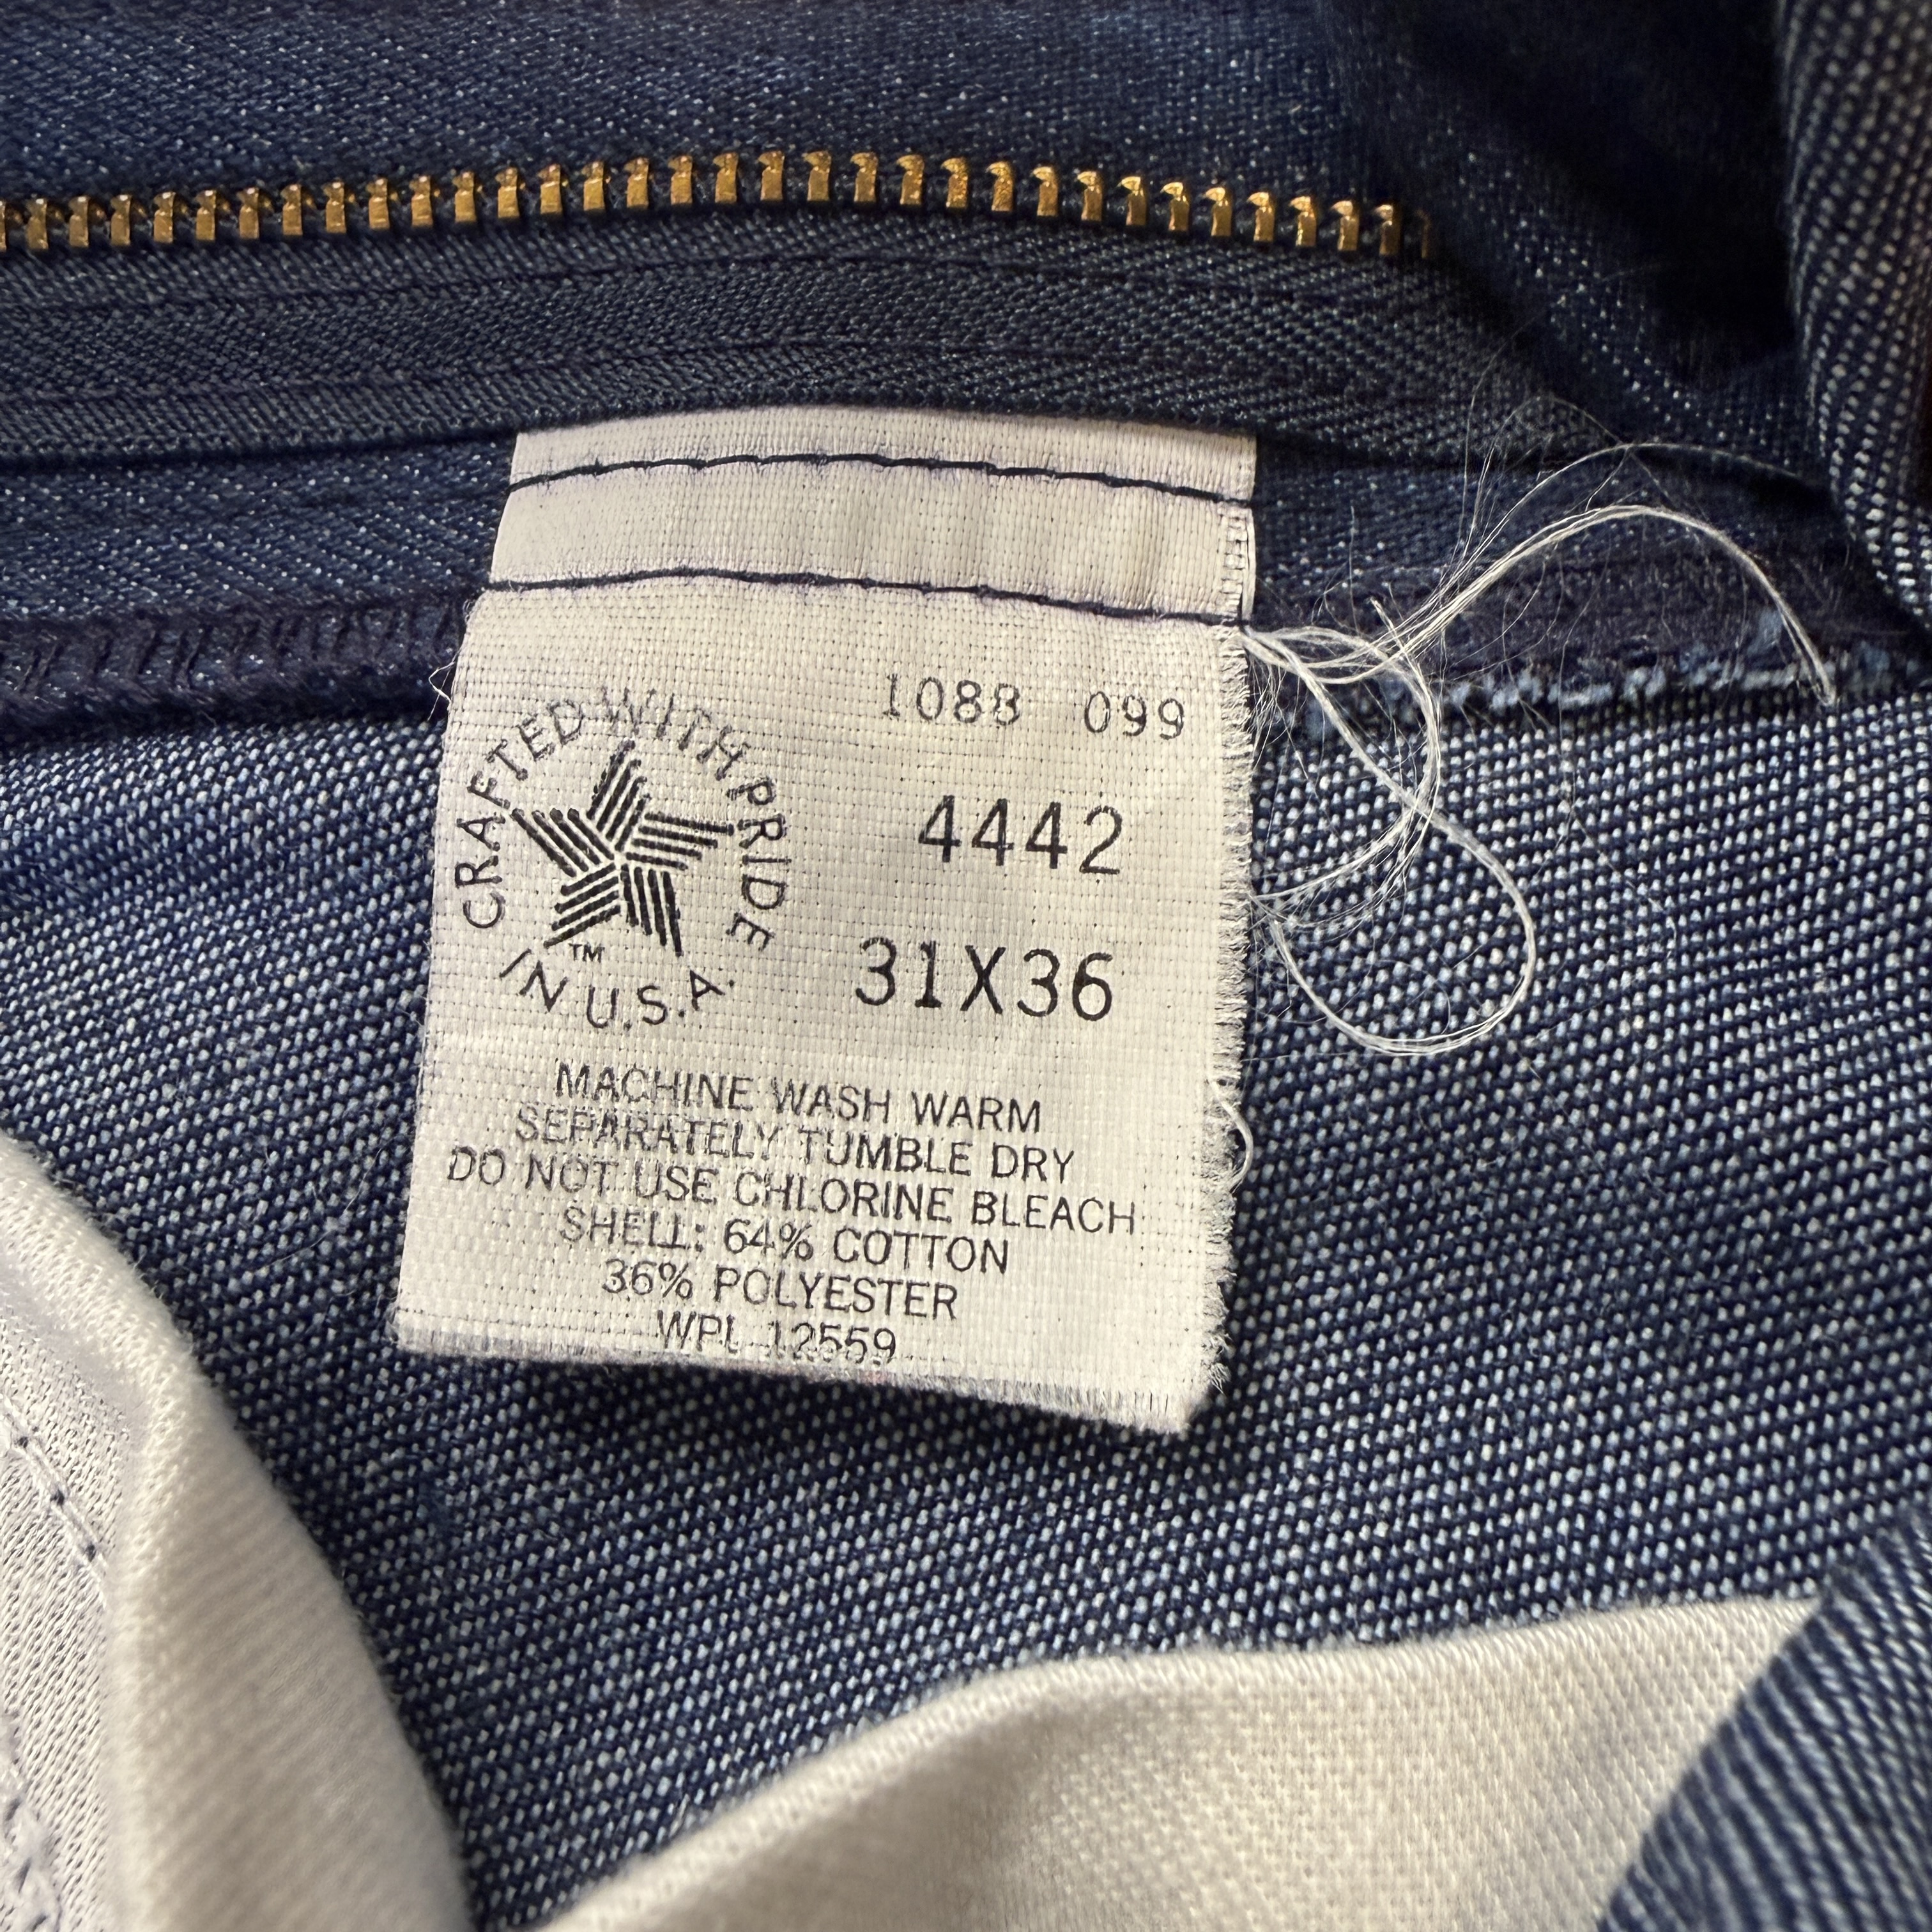 1088 099
CRAFTED WITH PRIDE
IN U.S.A.
TM
4442
31X36
MACHINE WASH WARM
SEPARATELY TUMBLE DRY
DO NOT USE CHLORINE BLEACH
SHELL: 64% COTTON
36% POLYESTER
WPL 12559